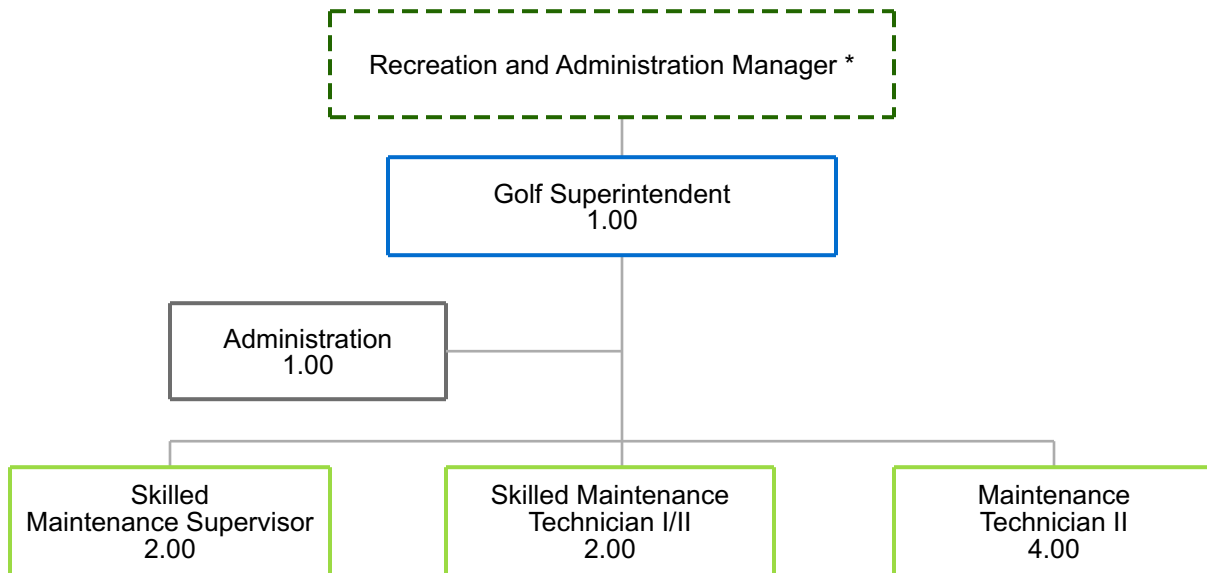 Recreation and Administration Manager *
Golf Superintendent
1.00
Administration
1.00
Skilled
Maintenance Supervisor
2.00
Skilled Maintenance
Technician I/II
2.00
Maintenance
Technician II
4.00